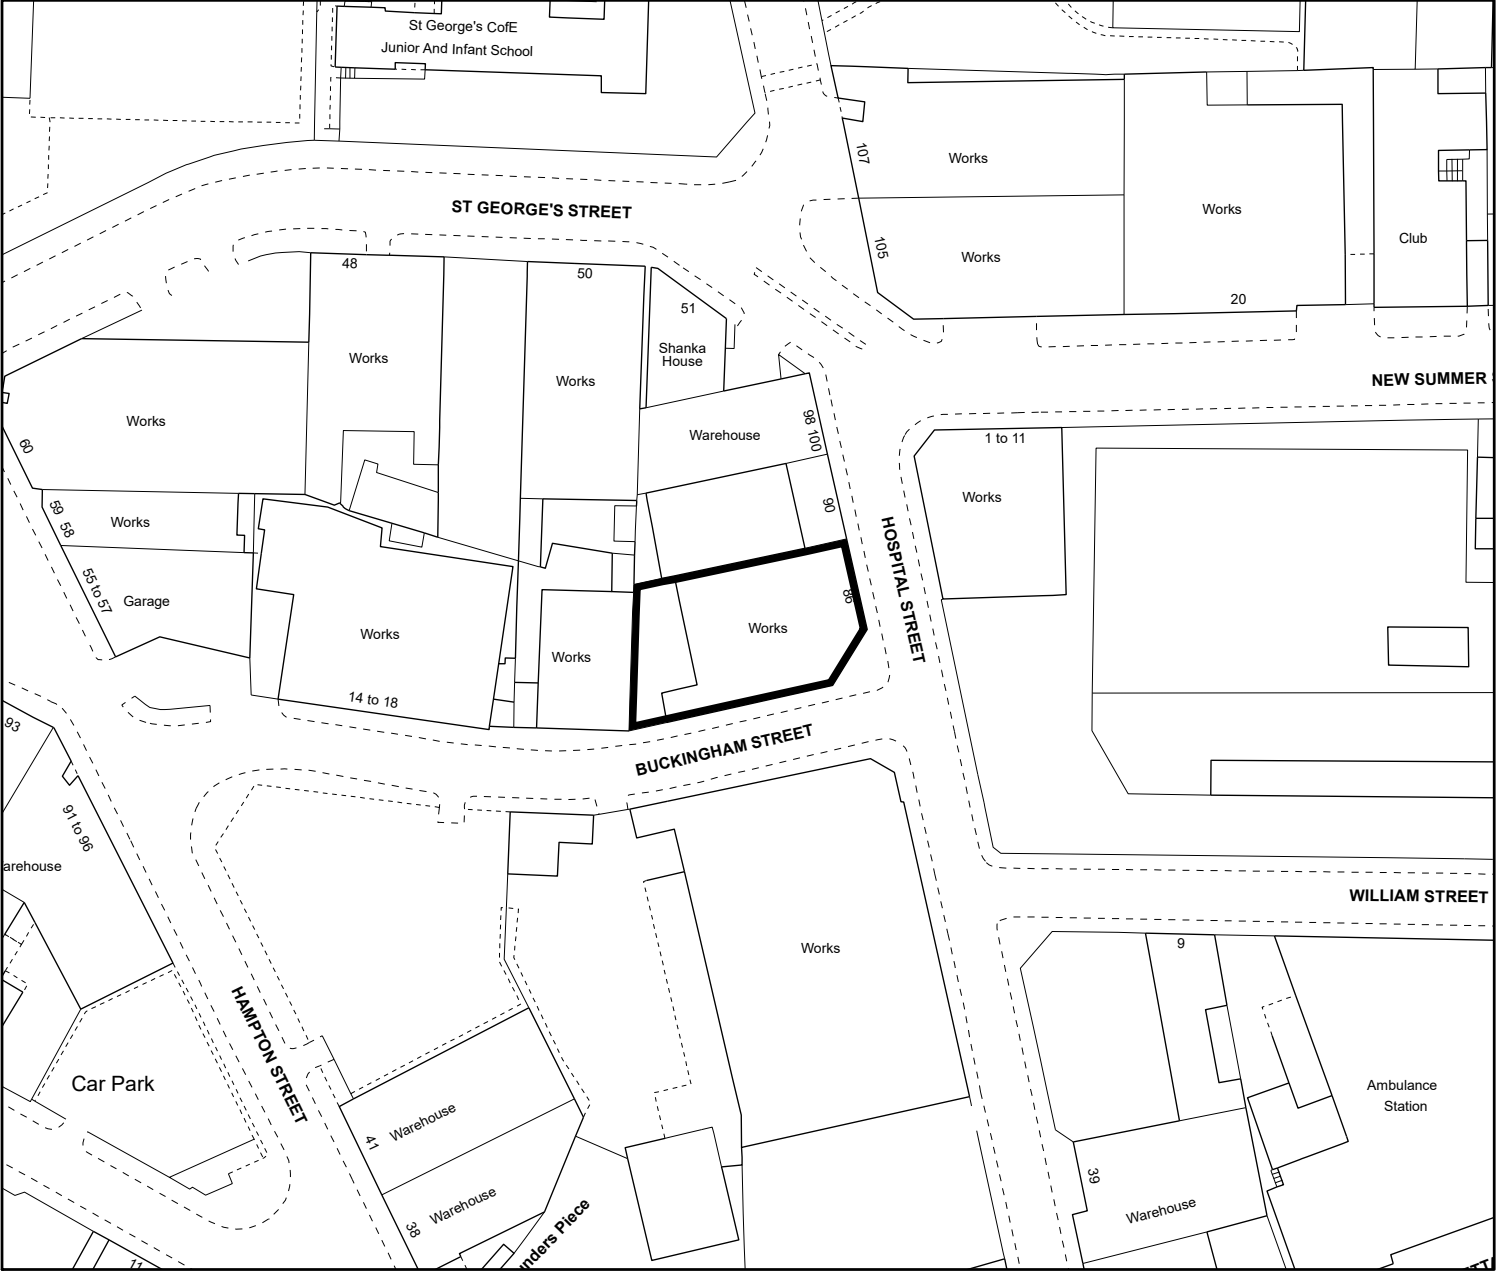 St George's CofE
Junior And Infant School
107
Works
Works
ST GEORGE'S STREET
Club
105
Works
48
50
20
51
Shanka
House
Works
Works
NEW SUMMER
Works
98 100
Warehouse
1 to 11
60
Works
90
59
58
Works
HOSPITAL STREET
55 to 57
Garage
86
Works
Works
Works
14 to 18
93
BUCKINGHAM STREET
91 to 96
arehouse
WILLIAM STREET
Works
9
HAMPTON STREET
Car Park
Ambulance
Station
41
Warehouse
39
Warehouse
38
Warehouse
unders Piece
11